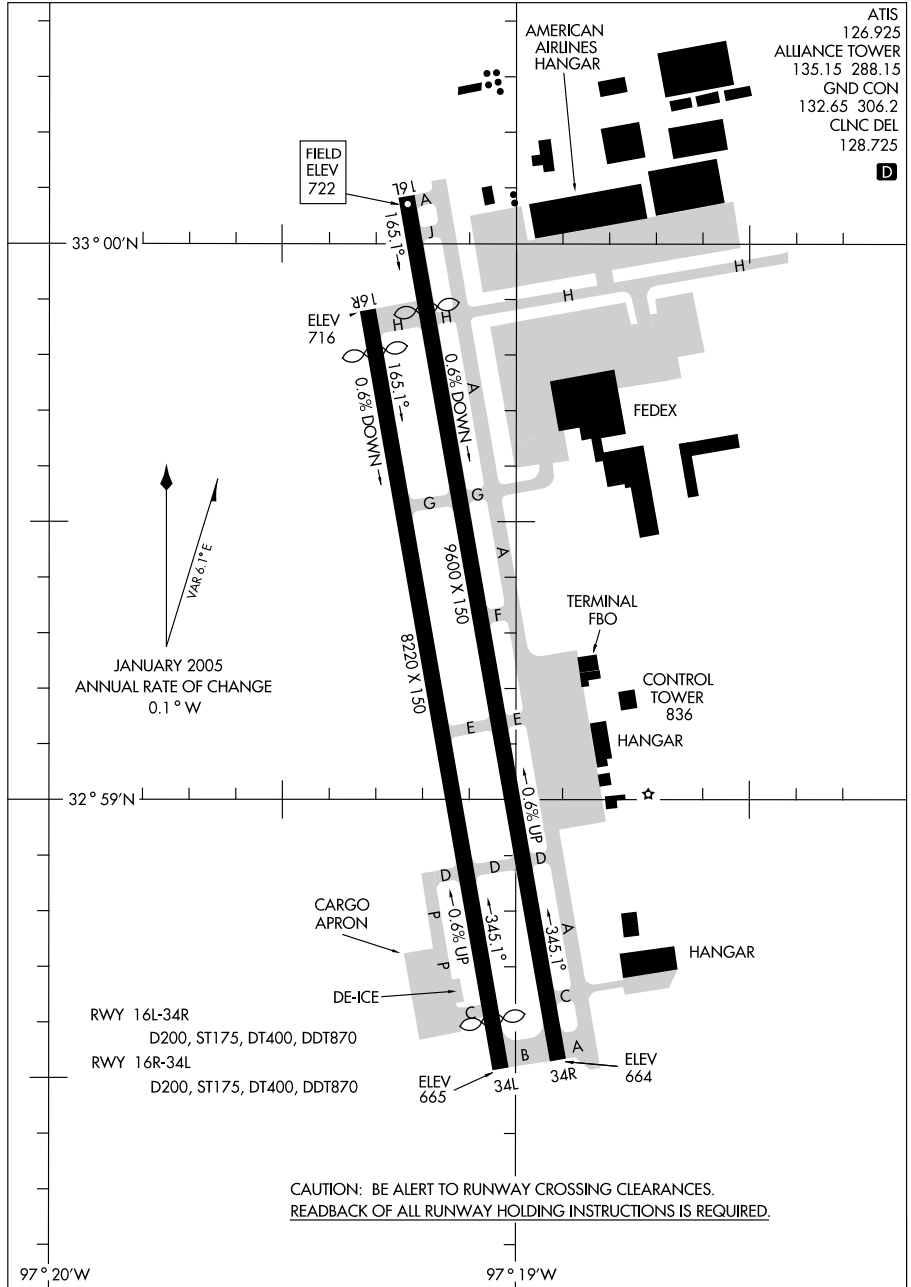 ATIS
126.925
ALLIANCE TOWER
135.15 288.15
GND CON
132.65 306.2
CLNC DEL
128.725
D
AMERICAN
AIRLINES
HANGAR
FIELD
ELEV
722
16L
A
165.1°
J
33° 00'N
H
H
16R
ELEV
716
H
H
165.1°
0.6% DOWN
0.6% DOWN
A
FEDEX
G
G
VAR 6.1° E
A
9600 X 150
F
TERMINAL
FBO
8220 X 150
JANUARY 2005
ANNUAL RATE OF CHANGE
0.1° W
CONTROL
TOWER
836
E
E
HANGAR
32° 59'N
0.6% UP
D
D
D
CARGO
APRON
P
0.6% UP
345.1°
345.1°
A
P
HANGAR
DE-ICE
C
C
RWY 16L-34R
D200, ST175, DT400, DDT870
RWY 16R-34L
D200, ST175, DT400, DDT870
B
A
ELEV
665
34L
34R
ELEV
664
CAUTION: BE ALERT TO RUNWAY CROSSING CLEARANCES.
READBACK OF ALL RUNWAY HOLDING INSTRUCTIONS IS REQUIRED.
97° 20'W
97° 19'W